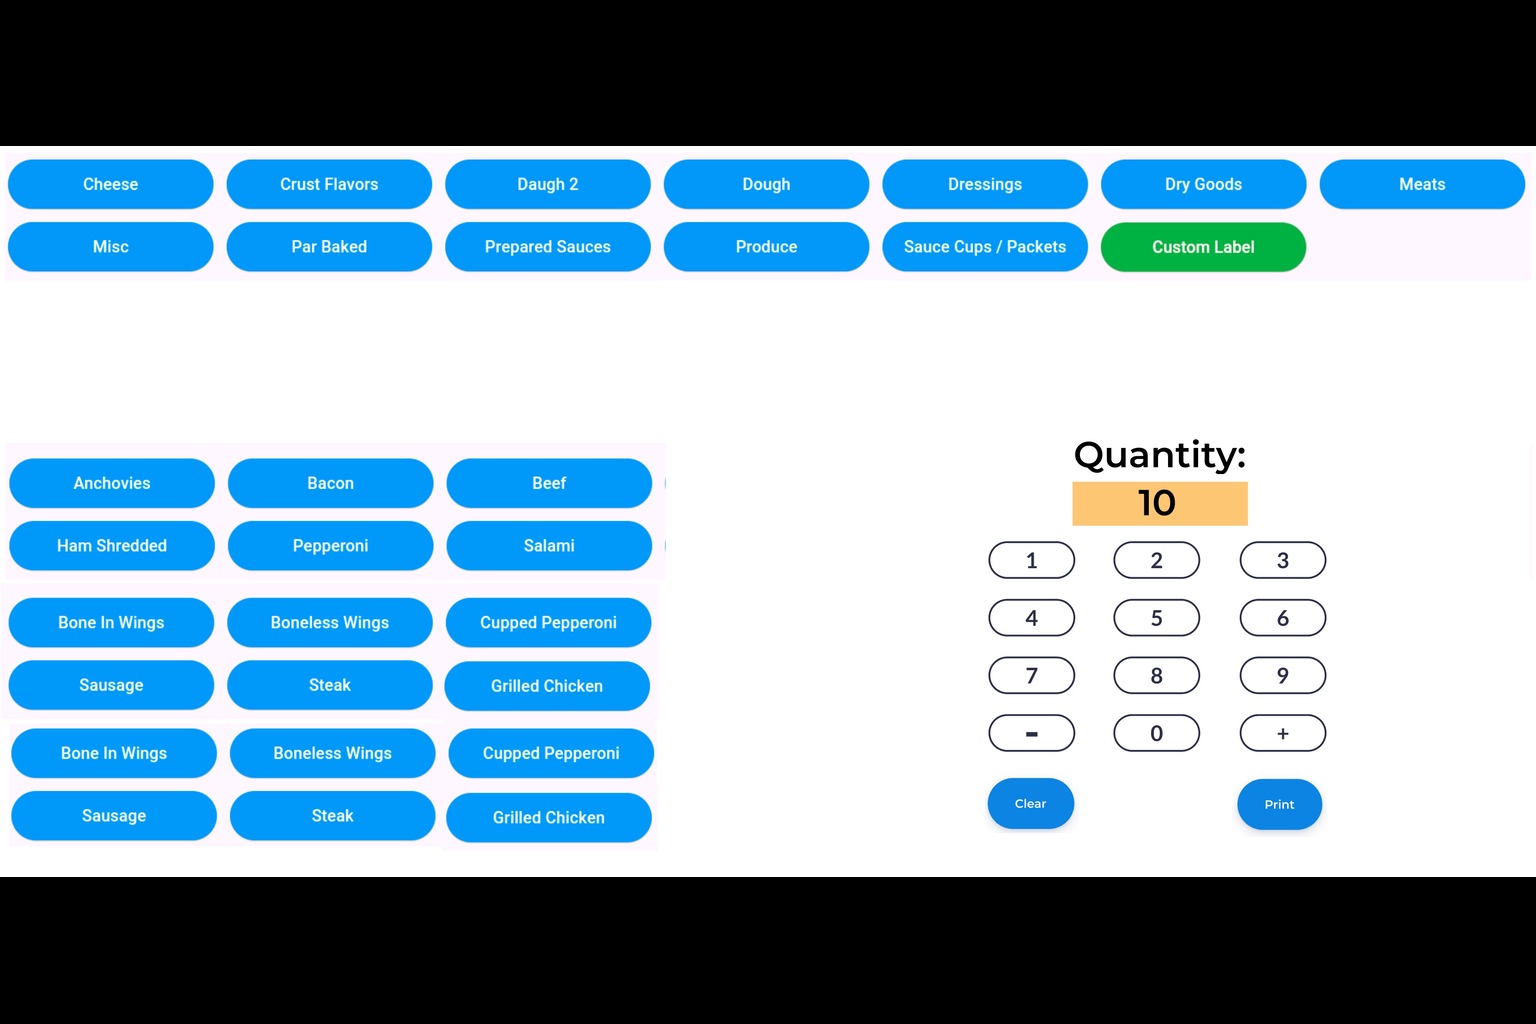 Cheese Crust Flavors Daugh 2 Dough Dressings Dry Goods Meats
Misc Par Baked Prepared Sauces Produce Sauce Cups / Packets Custom Label
Anchovies Bacon Beef
Ham Shredded Pepperoni Salami
Bone In Wings Boneless Wings Cupped Pepperoni
Sausage Steak Grilled Chicken
Bone In Wings Boneless Wings Cupped Pepperoni
Sausage Steak Grilled Chicken
Quantity:
10
1 2 3
4 5 6
7 8 9
- 0 +
Clear Print